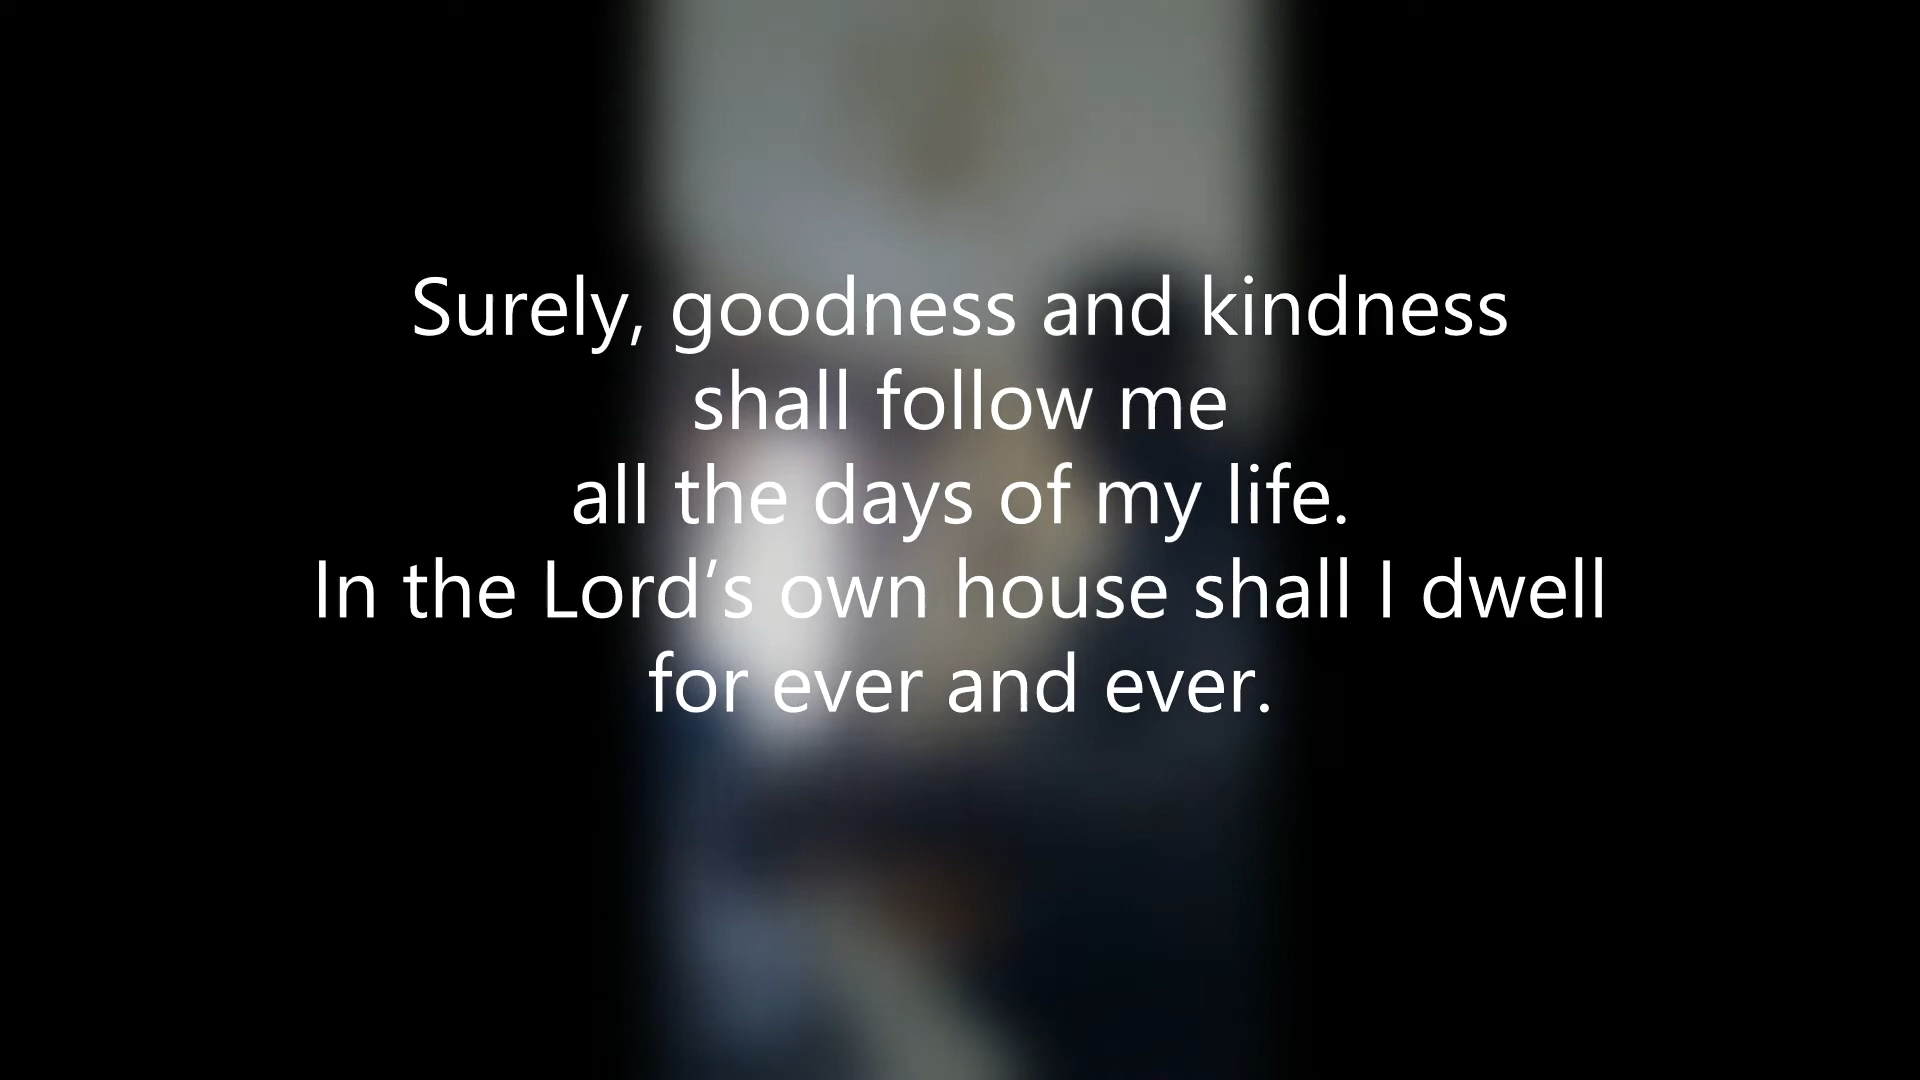 Surely, goodness and kindness
shall follow me
all the days of my life.
In the Lord’s own house shall I dwell
for ever and ever.